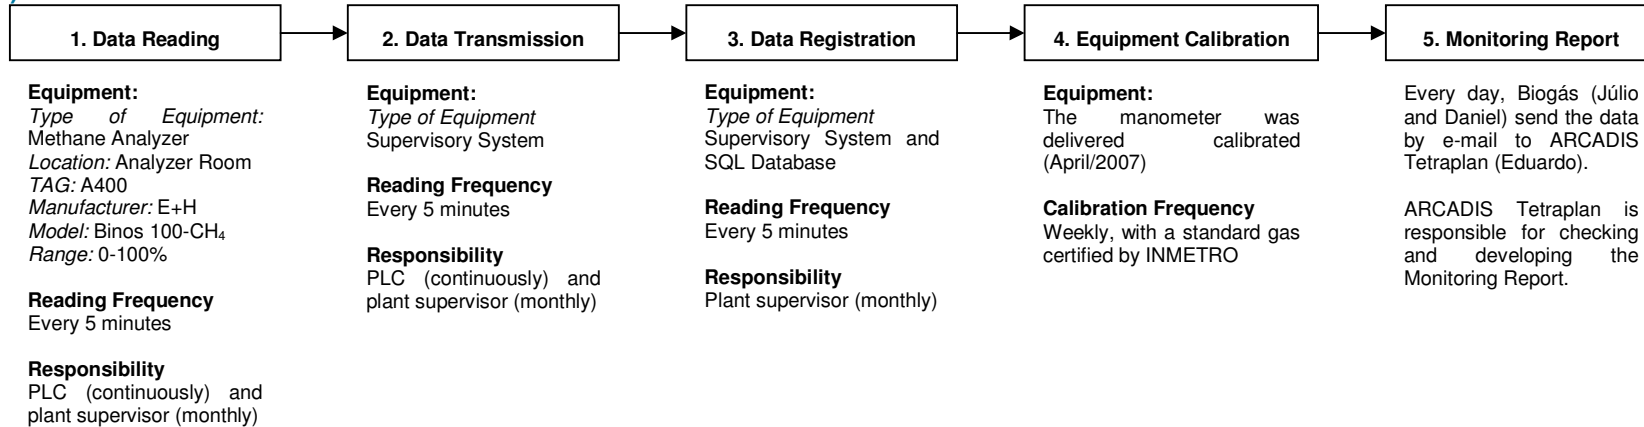 1. Data Reading
Equipment:
Type of Equipment:
Methane Analyzer
Location: Analyzer Room
TAG: A400
Manufacturer: E+H
Model: Binos 100-CH₄
Range: 0-100%
Reading Frequency
Every 5 minutes
Responsibility
PLC (continuously) and
plant supervisor (monthly)
2. Data Transmission
Equipment:
Type of Equipment
Supervisory System
Reading Frequency
Every 5 minutes
Responsibility
PLC (continuously) and
plant supervisor (monthly)
3. Data Registration
Equipment:
Type of Equipment
Supervisory System and
SQL Database
Reading Frequency
Every 5 minutes
Responsibility
Plant supervisor (monthly)
4. Equipment Calibration
Equipment:
The manometer was
delivered calibrated
(April/2007)
Calibration Frequency
Weekly, with a standard gas
certified by INMETRO
5. Monitoring Report
Every day, Biogás (Júlio
and Daniel) send the data
by e-mail to ARCADIS
Tetraplan (Eduardo).
ARCADIS Tetraplan is
responsible for checking
and developing the
Monitoring Report.